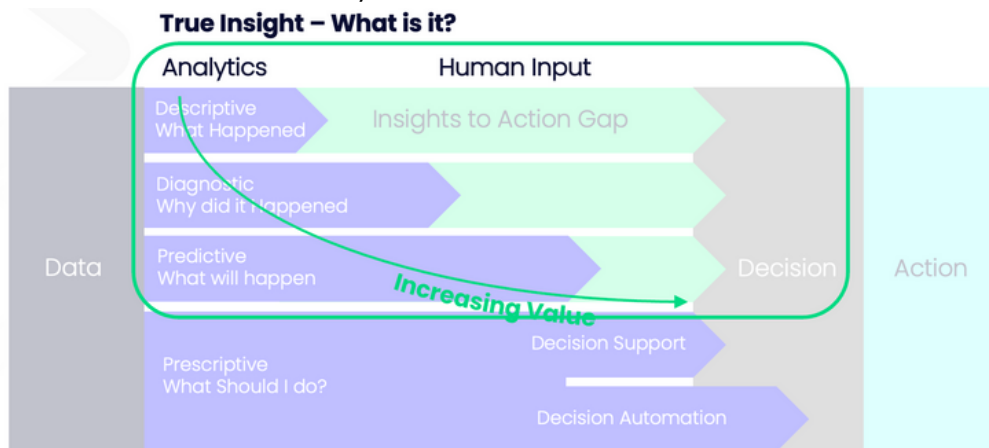 True Insight – What is it?
Analytics
Human Input
Descriptive
What Happened
Insights to Action Gap
Diagnostic
Why did it Happened
Predictive
What will happen
Increasing Value
Data
Decision
Action
Prescriptive
What Should I do?
Decision Support
Decision Automation